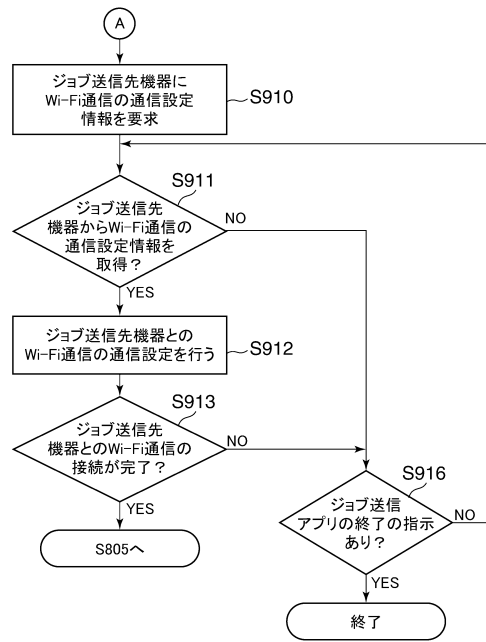 A
ジョブ送信先機器に
Wi-Fi通信の通信設定
情報を要求
S910
S911
ジョブ送信先
機器からWi-Fi通信の
通信設定情報を
取得？
NO
YES
ジョブ送信先機器との
Wi-Fi通信の通信設定を行う
S912
S913
ジョブ送信先
機器とのWi-Fi通信の
接続が完了？
NO
YES
S805へ
S916
ジョブ送信
アプリの終了の指示
あり？
NO
YES
終了